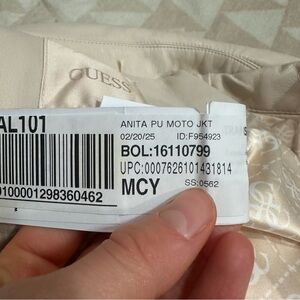 GUESS
AL101
ANITA PU MOTO JKT
02/20/25 ID:F954923
BOL:16110799
UPC:0007626101431814
MCY SS:0562
0100001298360462